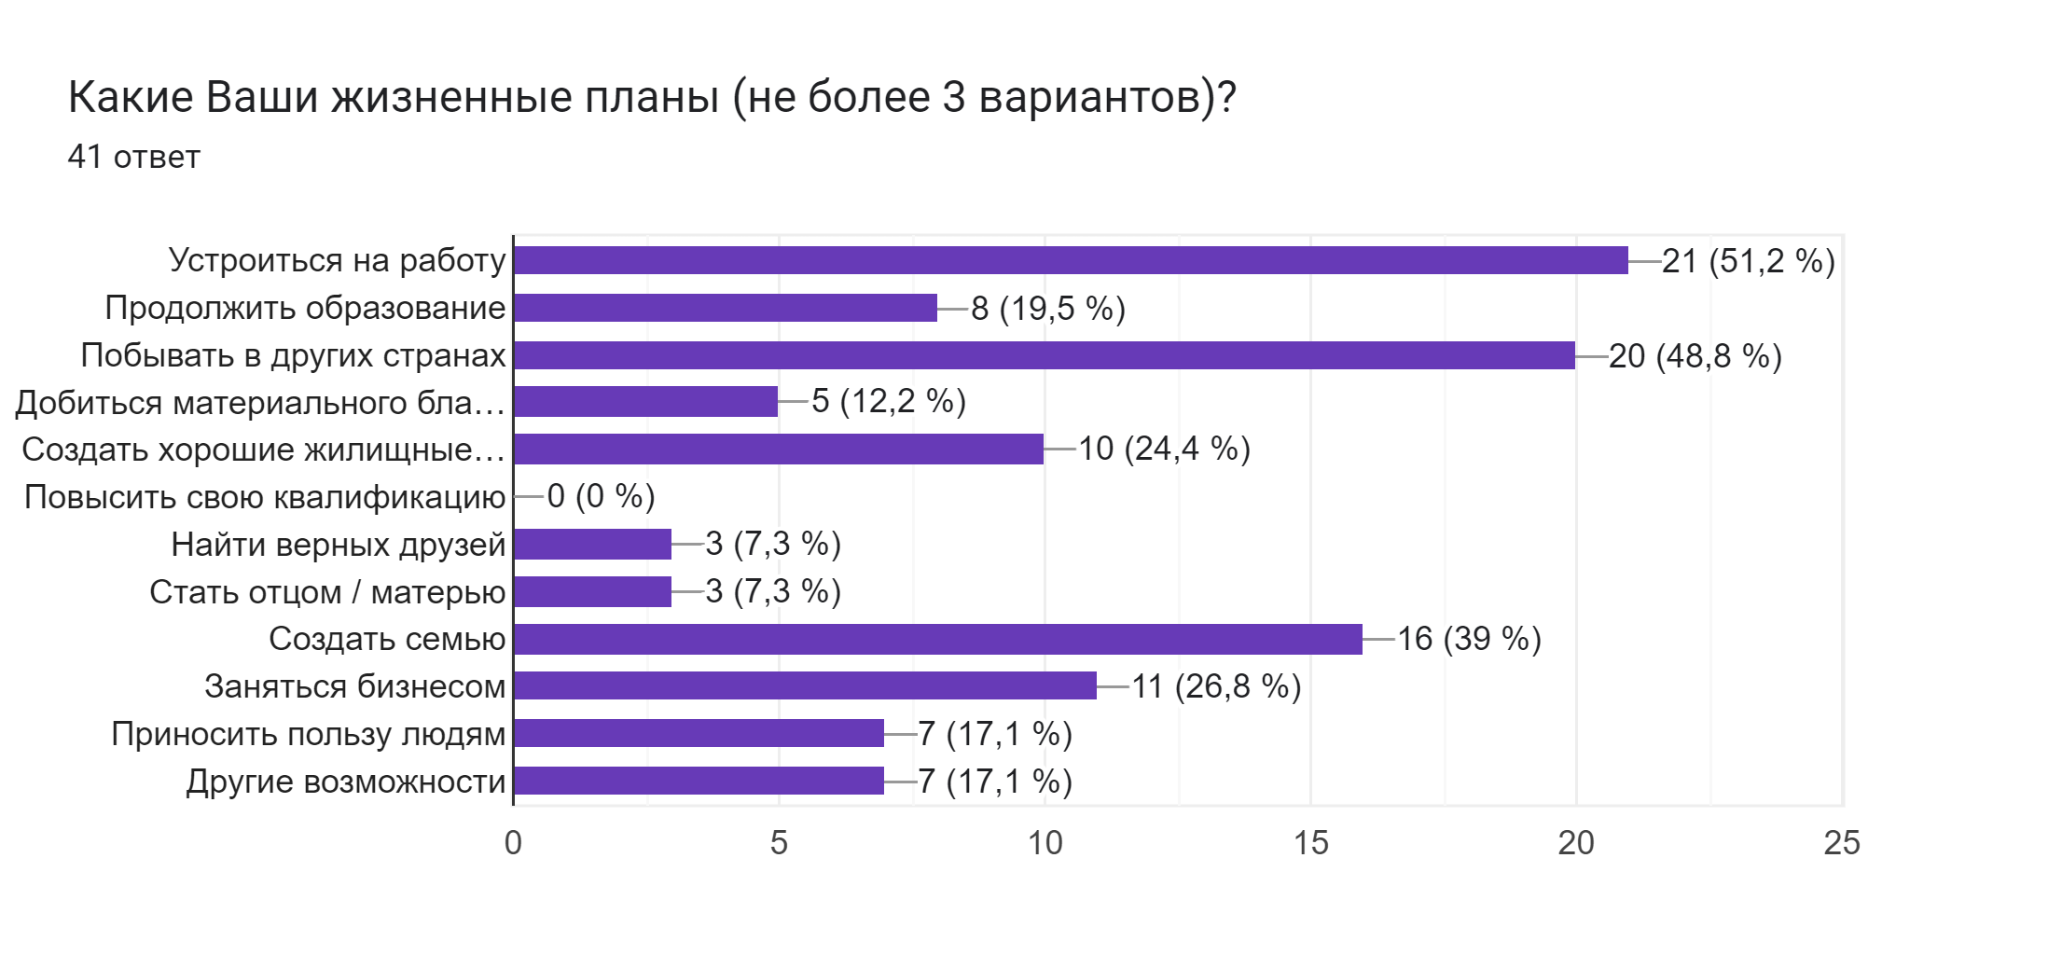 Какие Ваши жизненные планы (не более 3 вариантов)?
41 ответ
Устроиться на работу 21 (51,2 %)
Продолжить образование 8 (19,5 %)
Побывать в других странах 20 (48,8 %)
Добиться материального бла… 5 (12,2 %)
Создать хорошие жилищные… 10 (24,4 %)
Повысить свою квалификацию 0 (0 %)
Найти верных друзей 3 (7,3 %)
Стать отцом / матерью 3 (7,3 %)
Создать семью 16 (39 %)
Заняться бизнесом 11 (26,8 %)
Приносить пользу людям 7 (17,1 %)
Другие возможности 7 (17,1 %)
0 5 10 15 20 25